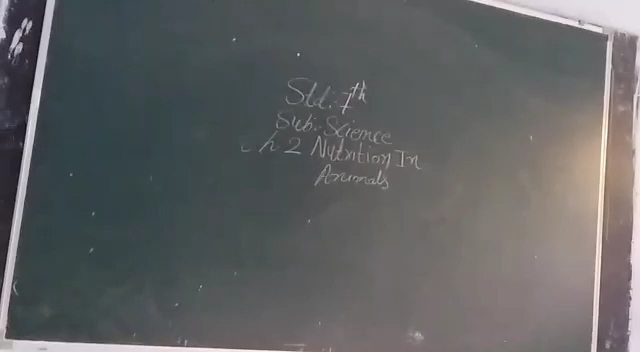 Std: 7th
Sub: Science
Ch 2 Nutrition In
Animals